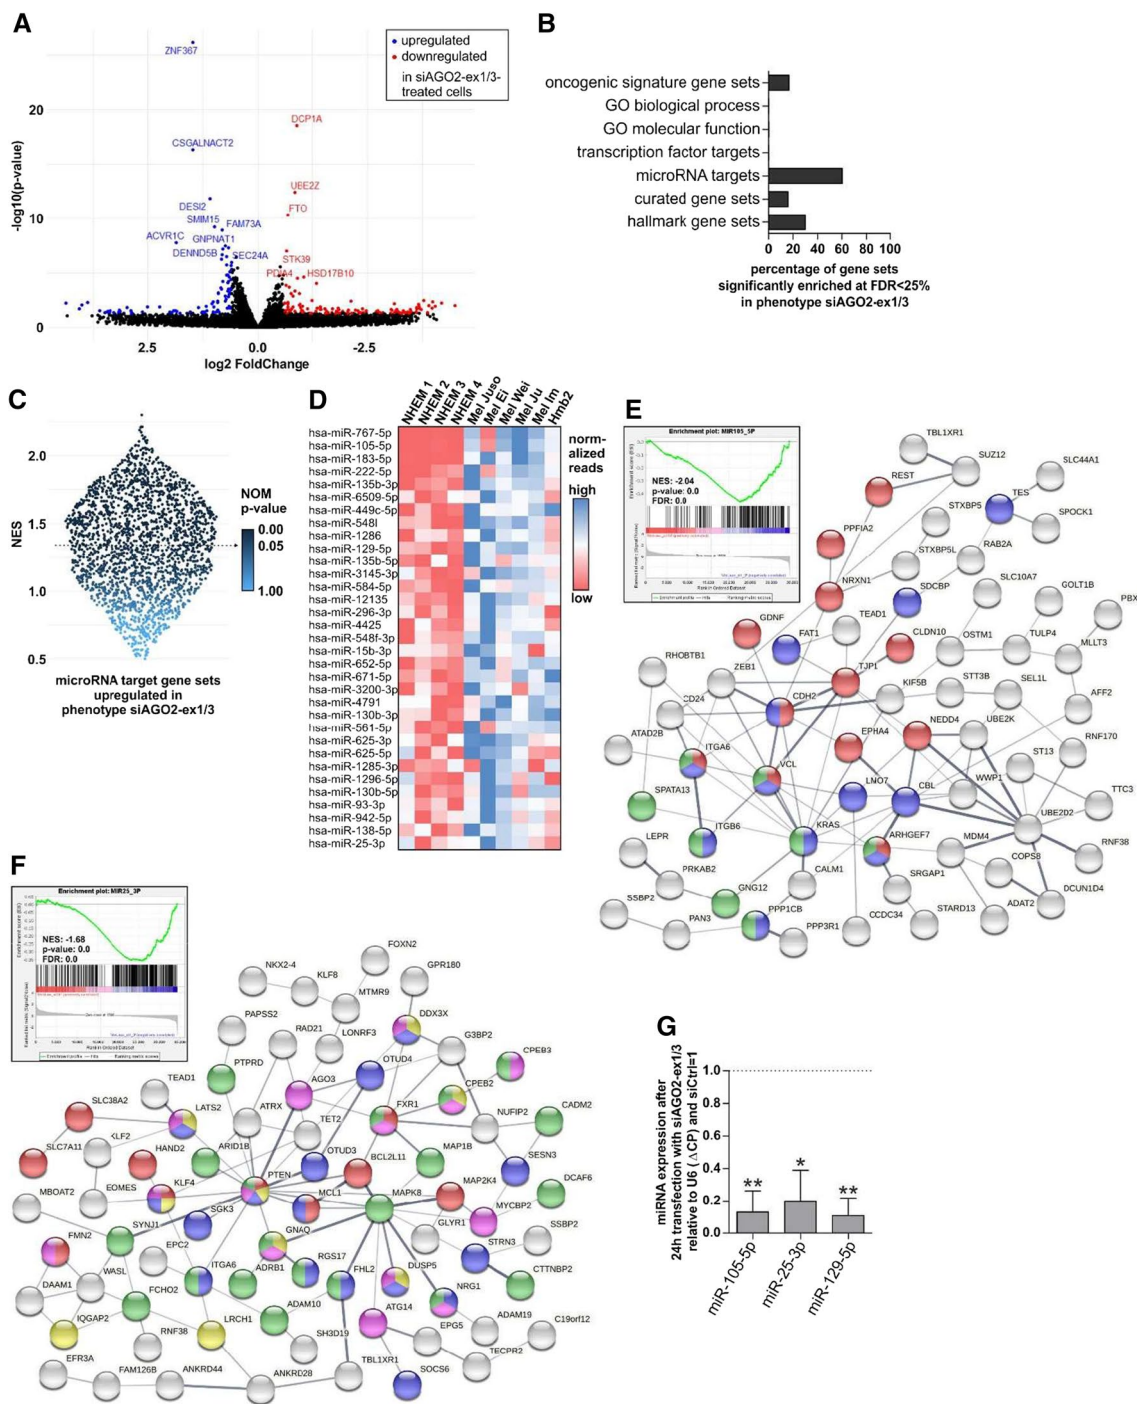 A
ZNF367
upregulated
downregulated
in siAGO2-ex1/3-
treated cells
20
DCP1A
CSGALNACT2
-log10(p-value)
UBE2Z
DESI2
FTO
10
SMIM15
FAM73A
ACVR1C
GNPNAT1
DENND5B
SEC24A
STK39
PDIA4
HSD17B10
0
2.5
0.0
-2.5
log2 FoldChange
B
oncogenic signature gene sets
GO biological process
GO molecular function
transcription factor targets
microRNA targets
curated gene sets
hallmark gene sets
0 20 40 60 80 100
percentage of gene sets
significantly enriched at FDR<25%
in phenotype siAGO2-ex1/3
C
2.0
1.5
1.0
0.5
NES
NOM
p-value
0.00
0.05
1.00
microRNA target gene sets
upregulated in
phenotype siAGO2-ex1/3
D
NHEM 1
NHEM 2
NHEM 3
NHEM 4
Mel Juso
Mel Ei
Mel Wei
Mel Ju
Mel Im
Hmb2
hsa-miR-767-5p
hsa-miR-105-5p
hsa-miR-183-5p
hsa-miR-222-5p
hsa-miR-135b-3p
hsa-miR-6509-5p
hsa-miR-449c-5p
hsa-miR-548l
hsa-miR-1286
hsa-miR-129-5p
hsa-miR-135b-5p
hsa-miR-3145-3p
hsa-miR-584-5p
hsa-miR-12135
hsa-miR-296-3p
hsa-miR-4425
hsa-miR-548f-3p
hsa-miR-15b-3p
hsa-miR-652-5p
hsa-miR-671-5p
hsa-miR-3200-3p
hsa-miR-4791
hsa-miR-130b-3p
hsa-miR-561-5p
hsa-miR-625-3p
hsa-miR-625-5p
hsa-miR-1285-3p
hsa-miR-1296-5p
hsa-miR-130b-5p
hsa-miR-93-3p
hsa-miR-942-5p
hsa-miR-138-5p
hsa-miR-25-3p
norm-
alized
reads
high
low
E
Enrichment plot: MIR105_5P
NES: -2.04
p-value: 0.0
FDR: 0.0
TBL1XR1
SUZ12
REST
SLC44A1
TES
STXBP5
SPOCK1
PPFIA2
STXBP5L
RAB2A
NRXN1
SDCBP
SLC10A7
GOLT1B
GDNF
TEAD1
PBX
FAT1
CLDN10
OSTM1
TULP4
MLLT3
RHOBTB1
ZEB1
TJP1
KIF5B
STT3B
SEL1L
AFF2
CD24
CDH2
NEDD4
UBE2K
ATAD2B
ITGA6
EPHA4
ST13
RNF170
VCL
LMO7
CBL
WWP1
SPATA13
TTC3
ITGB6
KRAS
ARHGEF7
MDM4
UBE2D2
LEPR
RNF38
PRKAB2
CALM1
SRGAP1
COPS8
GNG12
DCUN1D4
SSBP2
PPP1CB
STARD13
ADAT2
PAN3
PPP3R1
CCDC34
F
Enrichment plot: MIR25_3P
NES: -1.68
p-value: 0.0
FDR: 0.0
FOXN2
NKX2-4
KLF8
GPR180
MTMR9
PAPSS2
RAD21
LONRF3
DDX3X
G3BP2
PTPRD
OTUD4
CPEB3
TEAD1
AGO3
CPEB2
SLC38A2
LATS2
ATRX
FXR1
NUFIP2
CADM2
TET2
KLF2
HAND2
ARID1B
OTUD3
MAP1B
SESN3
SLC7A11
BCL2L11
PTEN
DCAF6
MBOAT2
EOMES
KLF4
MCL1
MAPK8
MAP2K4
MYCBP2
SYNJ1
SGK3
GNAQ
GLYR1
SSBP2
FMN2
EPC2
STRN3
WASL
ITGA6
ADRB1
RGS17
FHL2
DUSP5
NRG1
CTTNBP2
DAAM1
FCHO2
ADAM10
ATG14
ADAM19
C19orf12
IQGAP2
RNF38
LRCH1
EPG5
SH3D19
TECPR2
EFR3A
TBL1XR1
FAM126B
ANKRD44
ANKRD28
SOCS6
G
miRNA expression after
24h transfection with siAGO2-ex1/3
relative to U6 (ΔCP) and siCtrl=1
1.0
0.8
0.6
0.4
0.2
0.0
**
*
**
miR-105-5p
miR-25-3p
miR-129-5p